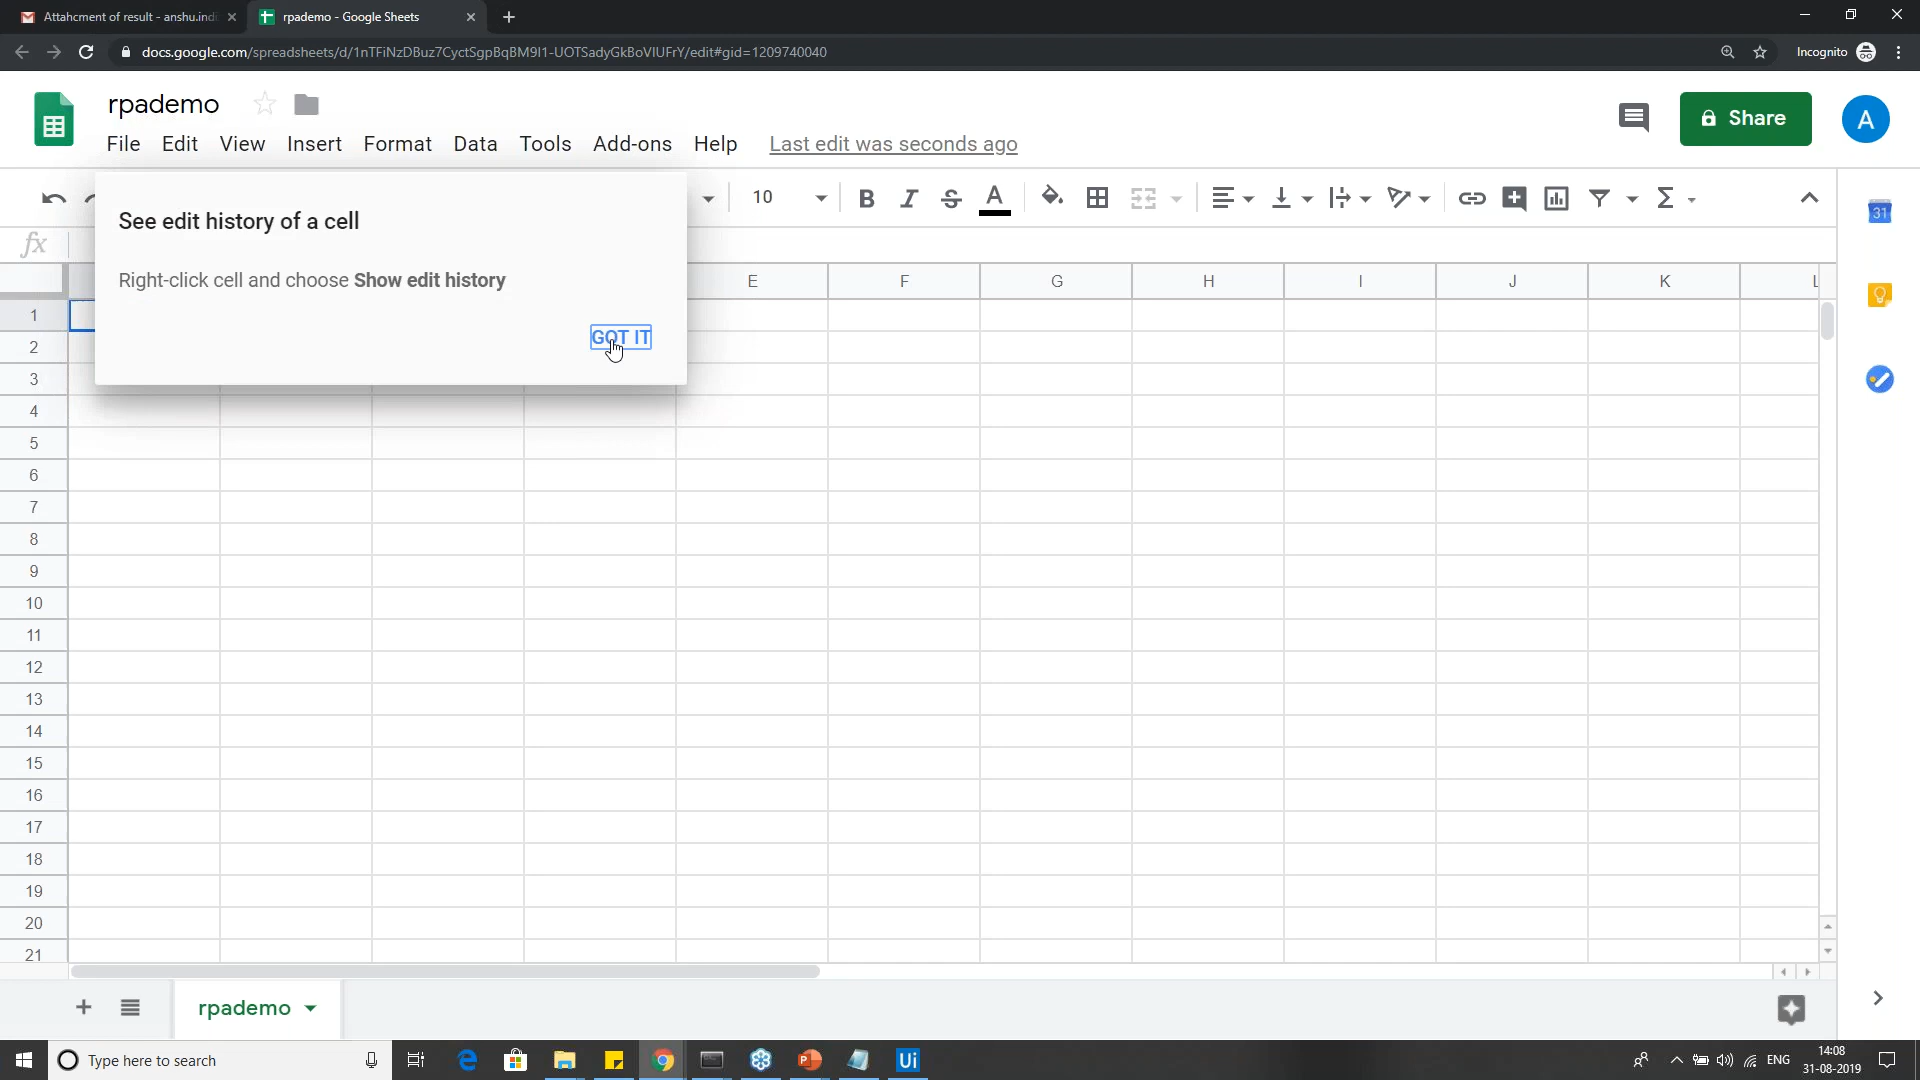 Attahcment of result - anshu.indi
rpademo - Google Sheets
docs.google.com/spreadsheets/d/1nTFiNzDBuz7CyctSgpBqBM9I1-UOTSadyGkBoVIUFrY/edit#gid=1209740040
Incognito
rpademo
Share
A
File Edit View Insert Format Data Tools Add-ons Help Last edit was seconds ago
10 B I S A Σ
31
See edit history of a cell
fx
Right-click cell and choose Show edit history
GOT IT
E F G H I J K L
1
2
3
4
5
6
7
8
9
10
11
12
13
14
15
16
17
18
19
20
21
rpademo
Type here to search
Ui
ENG
14:08
31-08-2019